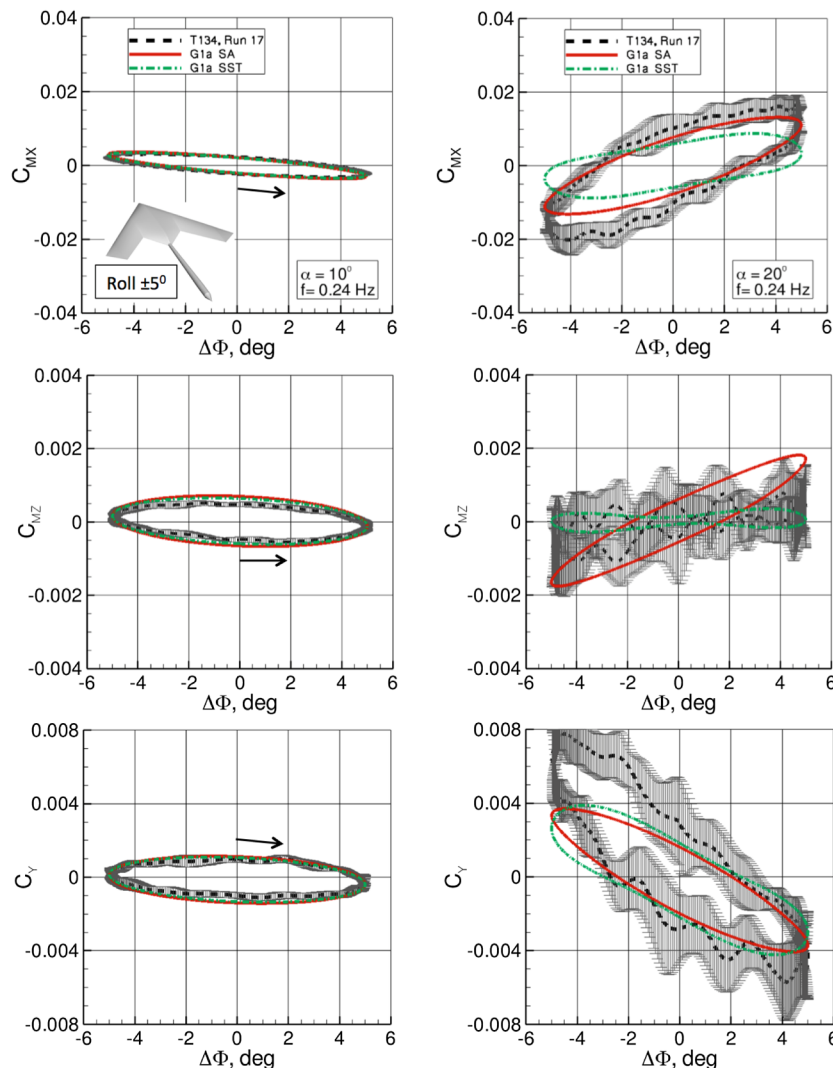 T134, Run 17
G1a SA
G1a SST
0.04
0.02
0
-0.02
-0.04
C_MX
Roll ±5⁰
α = 10°
f= 0.24 Hz
-6 -4 -2 0 2 4 6
ΔΦ, deg
T134, Run 17
G1a SA
G1a SST
0.04
0.02
0
-0.02
-0.04
C_MX
α = 20°
f= 0.24 Hz
-6 -4 -2 0 2 4 6
ΔΦ, deg
0.004
0.002
0
-0.002
-0.004
C_MZ
-6 -4 -2 0 2 4 6
ΔΦ, deg
0.004
0.002
0
-0.002
-0.004
C_MZ
-6 -4 -2 0 2 4 6
ΔΦ, deg
0.008
0.004
0
-0.004
-0.008
C_Y
-6 -4 -2 0 2 4 6
ΔΦ, deg
0.008
0.004
0
-0.004
-0.008
C_Y
-6 -4 -2 0 2 4 6
ΔΦ, deg